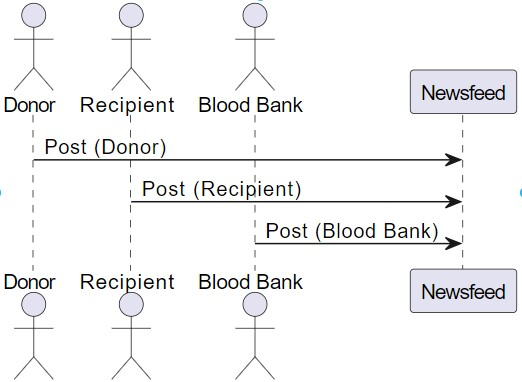 Donor
Recipient
Blood Bank
Newsfeed
Post (Donor)
Post (Recipient)
Post (Blood Bank)
Donor
Recipient
Blood Bank
Newsfeed